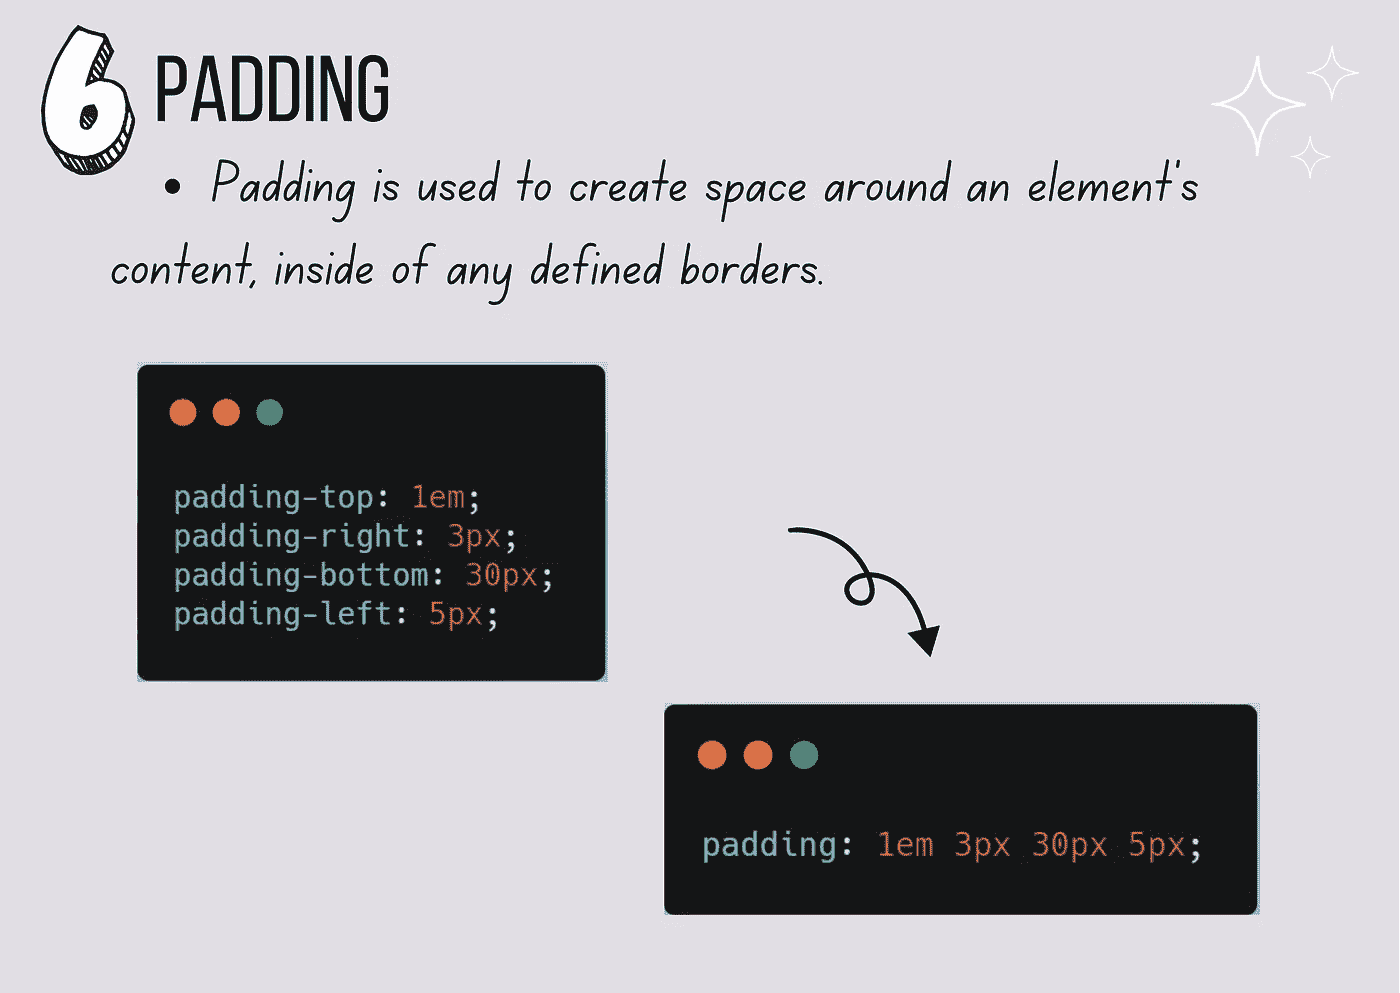 6 PADDING
• Padding is used to create space around an element's
content, inside of any defined borders.
padding-top: 1em;
padding-right: 3px;
padding-bottom: 30px;
padding-left: 5px;
padding: 1em 3px 30px 5px;